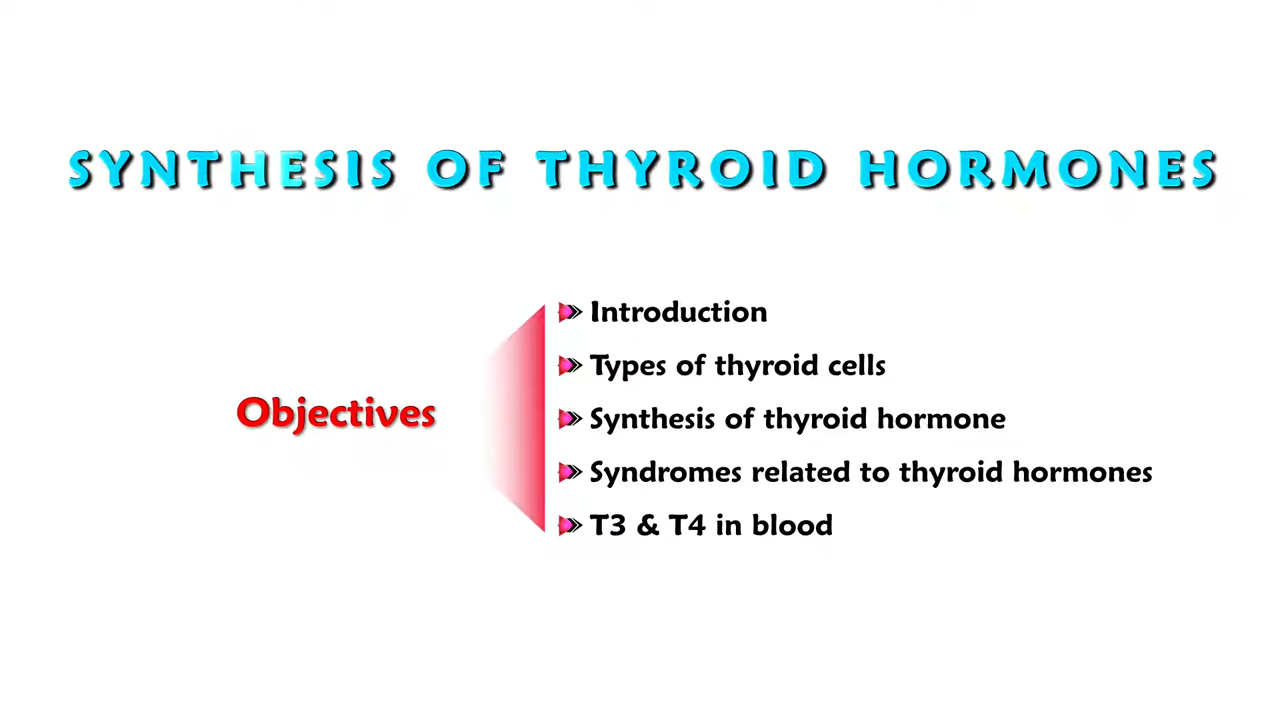 SYNTHESIS OF THYROID HORMONES
Objectives
Introduction
Types of thyroid cells
Synthesis of thyroid hormone
Syndromes related to thyroid hormones
T3 & T4 in blood